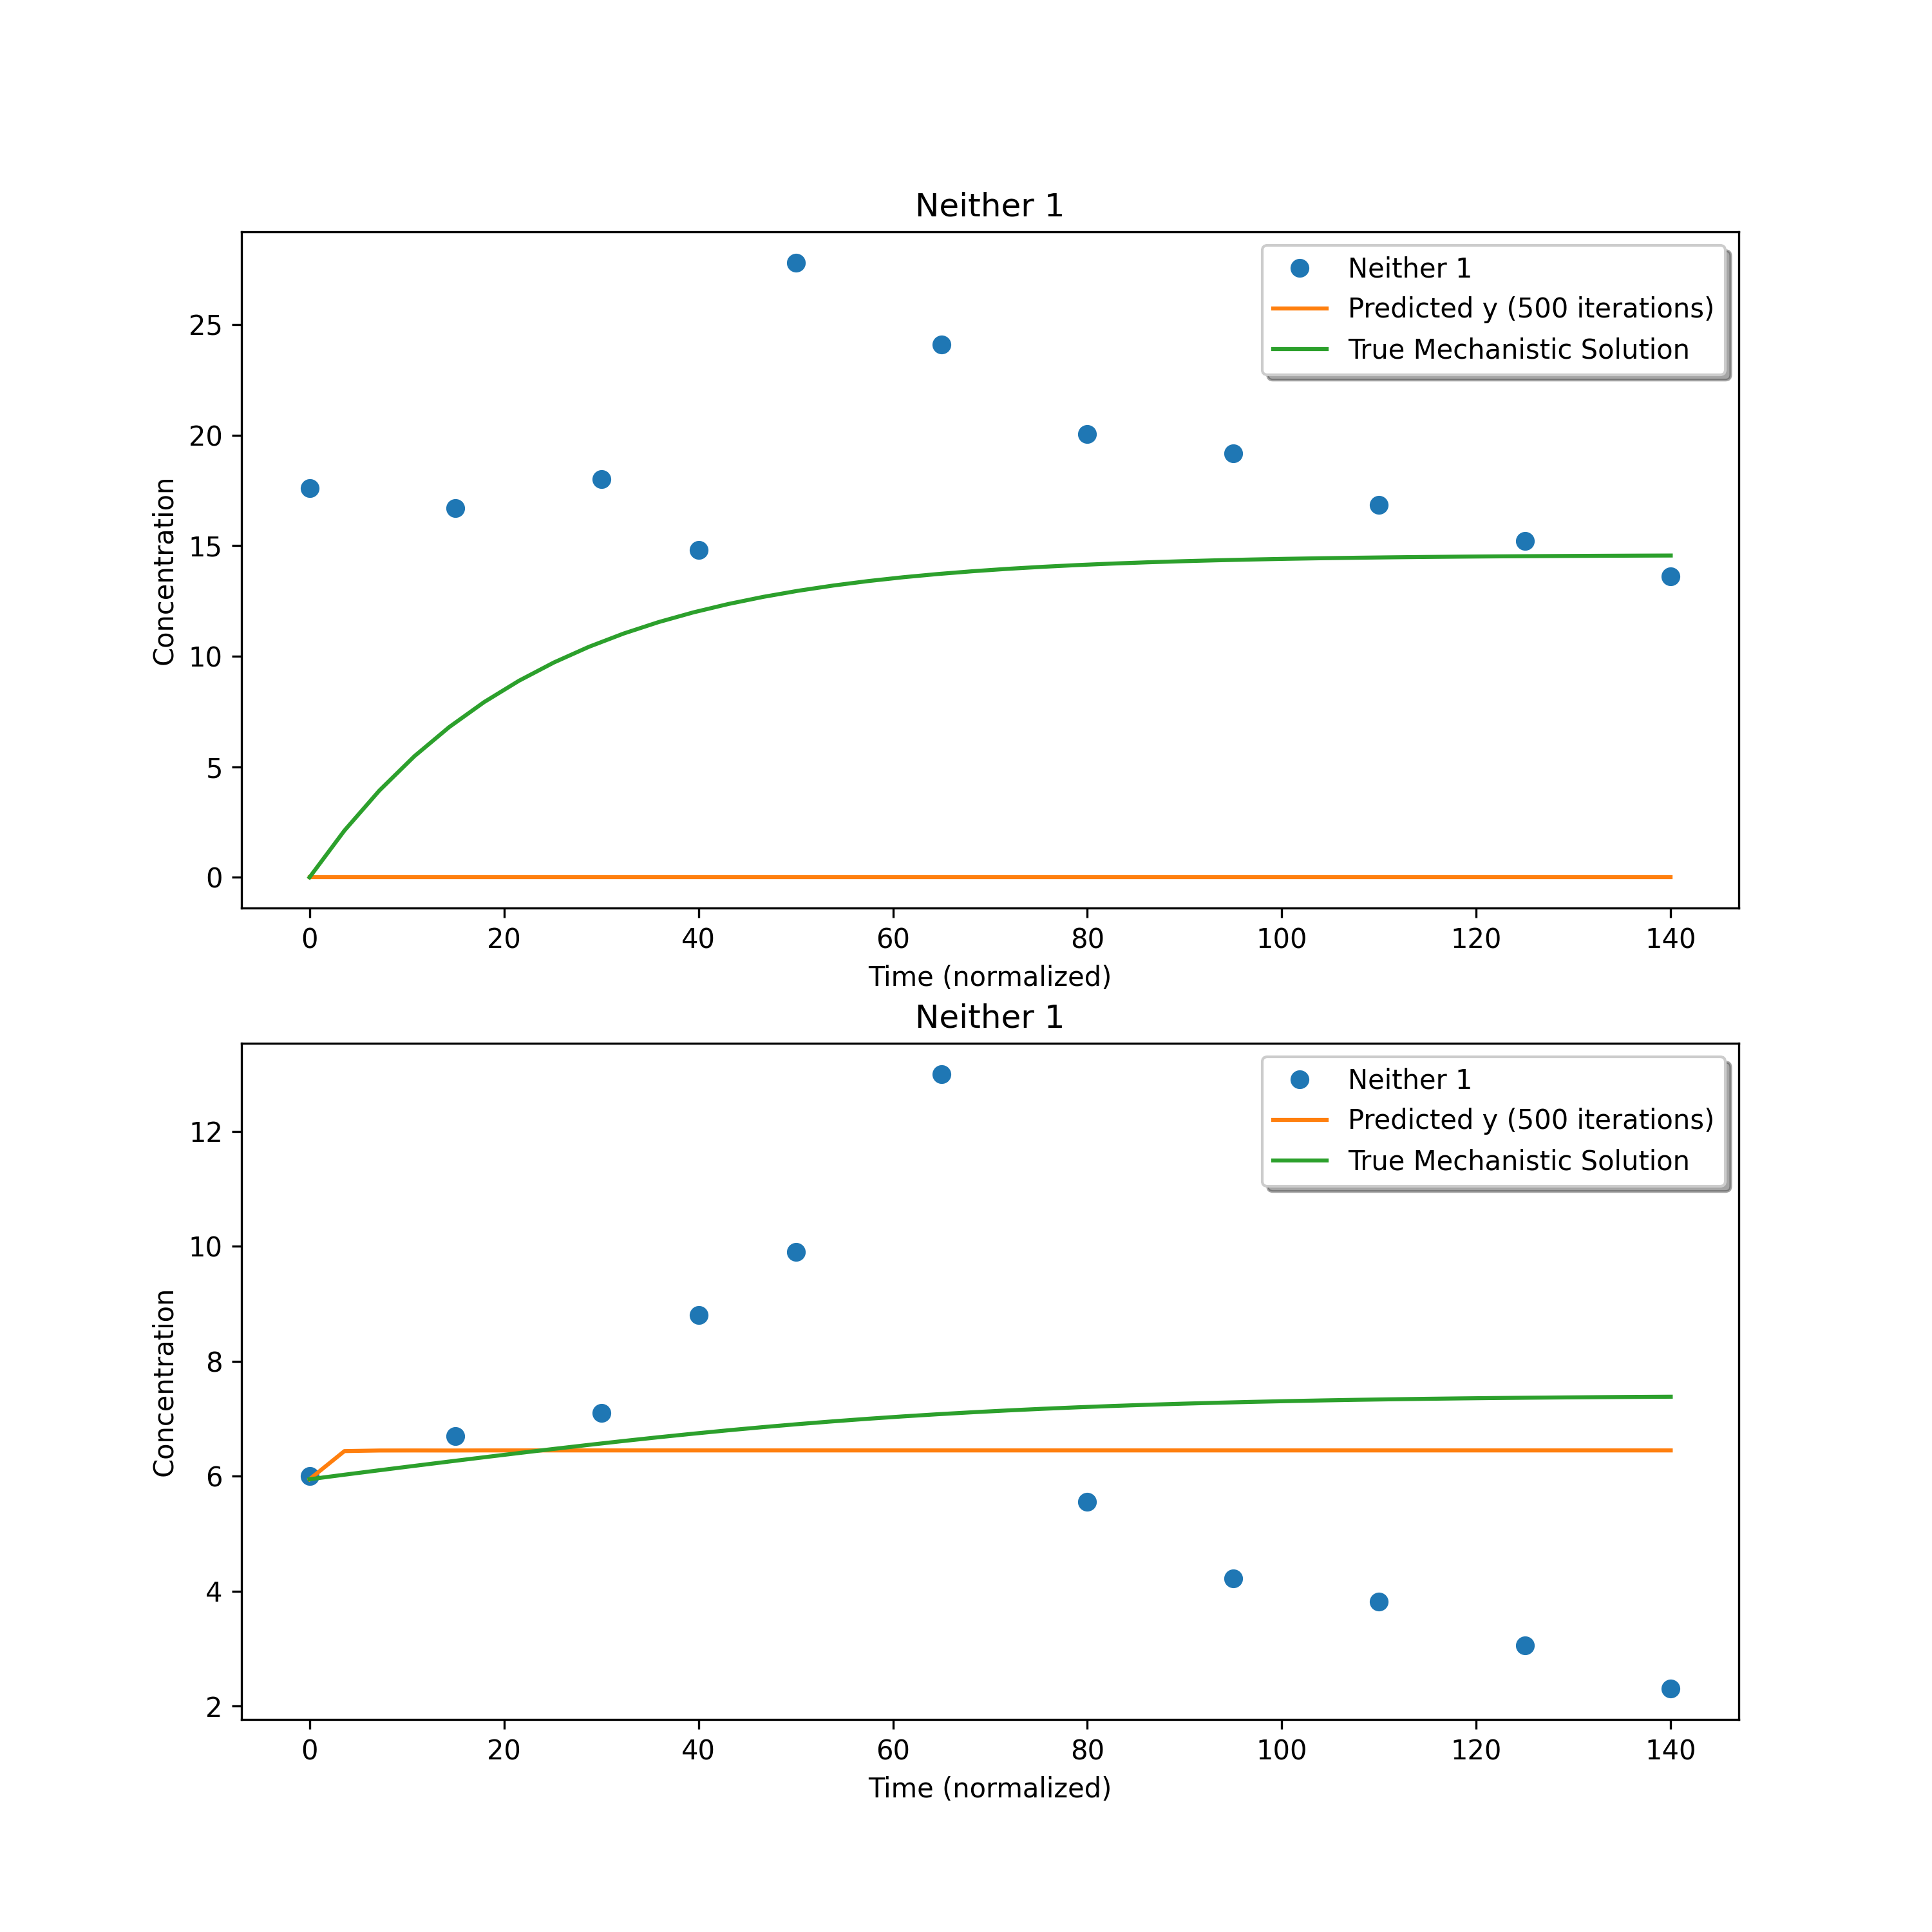 Neither 1
Neither 1
Predicted y (500 iterations)
True Mechanistic Solution
25
20
15
10
5
0
Concentration
0 20 40 60 80 100 120 140
Time (normalized)
Neither 1
Neither 1
Predicted y (500 iterations)
True Mechanistic Solution
12
10
8
6
4
2
Concentration
0 20 40 60 80 100 120 140
Time (normalized)